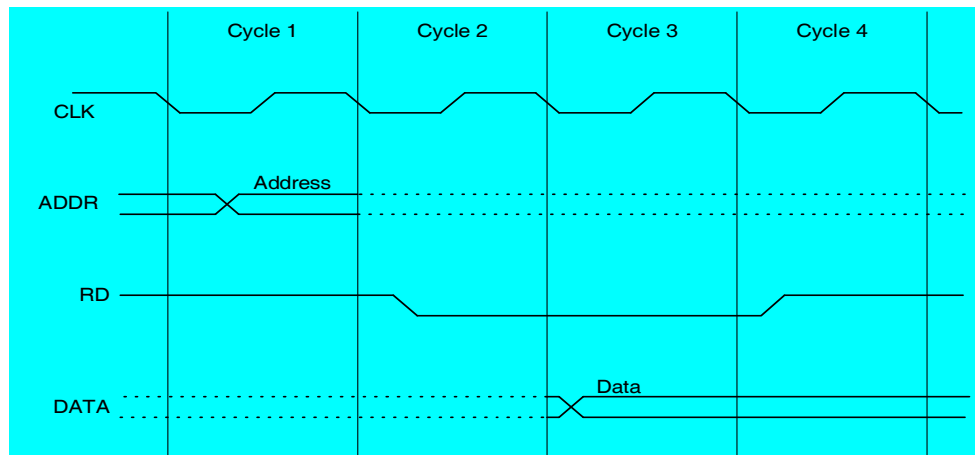 Cycle 1 Cycle 2 Cycle 3 Cycle 4
CLK
Address
ADDR
RD
Data
DATA